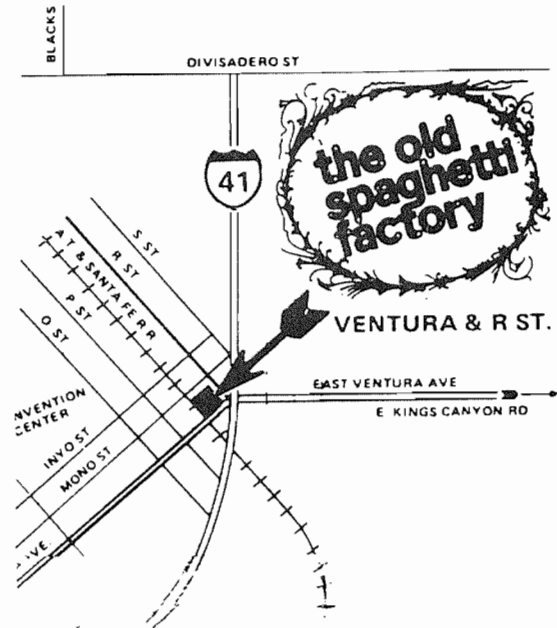 BLACKS
DIVISADERO ST
41
the old
spaghetti
factory
S ST
R ST
A T & SANTA FE R R
P ST
O ST
VENTURA & R ST.
EAST VENTURA AVE
E KINGS CANYON RD
NVENTION
CENTER
INYO ST
MONO ST
AVE.